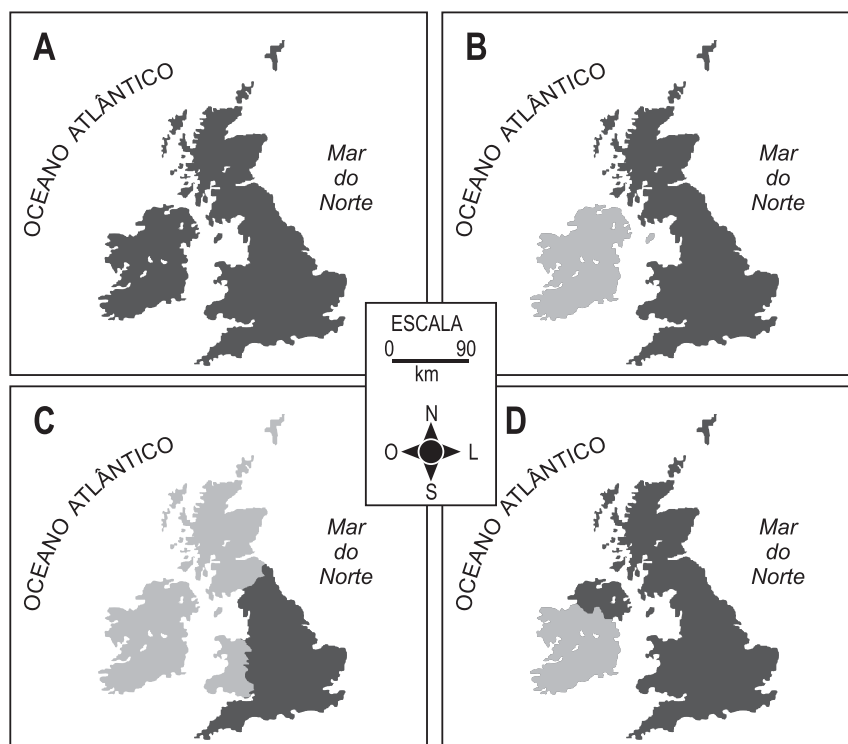 A
OCEANO ATLÂNTICO
Mar
do
Norte
B
OCEANO ATLÂNTICO
Mar
do
Norte
ESCALA
0 90
km
N
O L
S
C
OCEANO ATLÂNTICO
Mar
do
Norte
D
OCEANO ATLÂNTICO
Mar
do
Norte